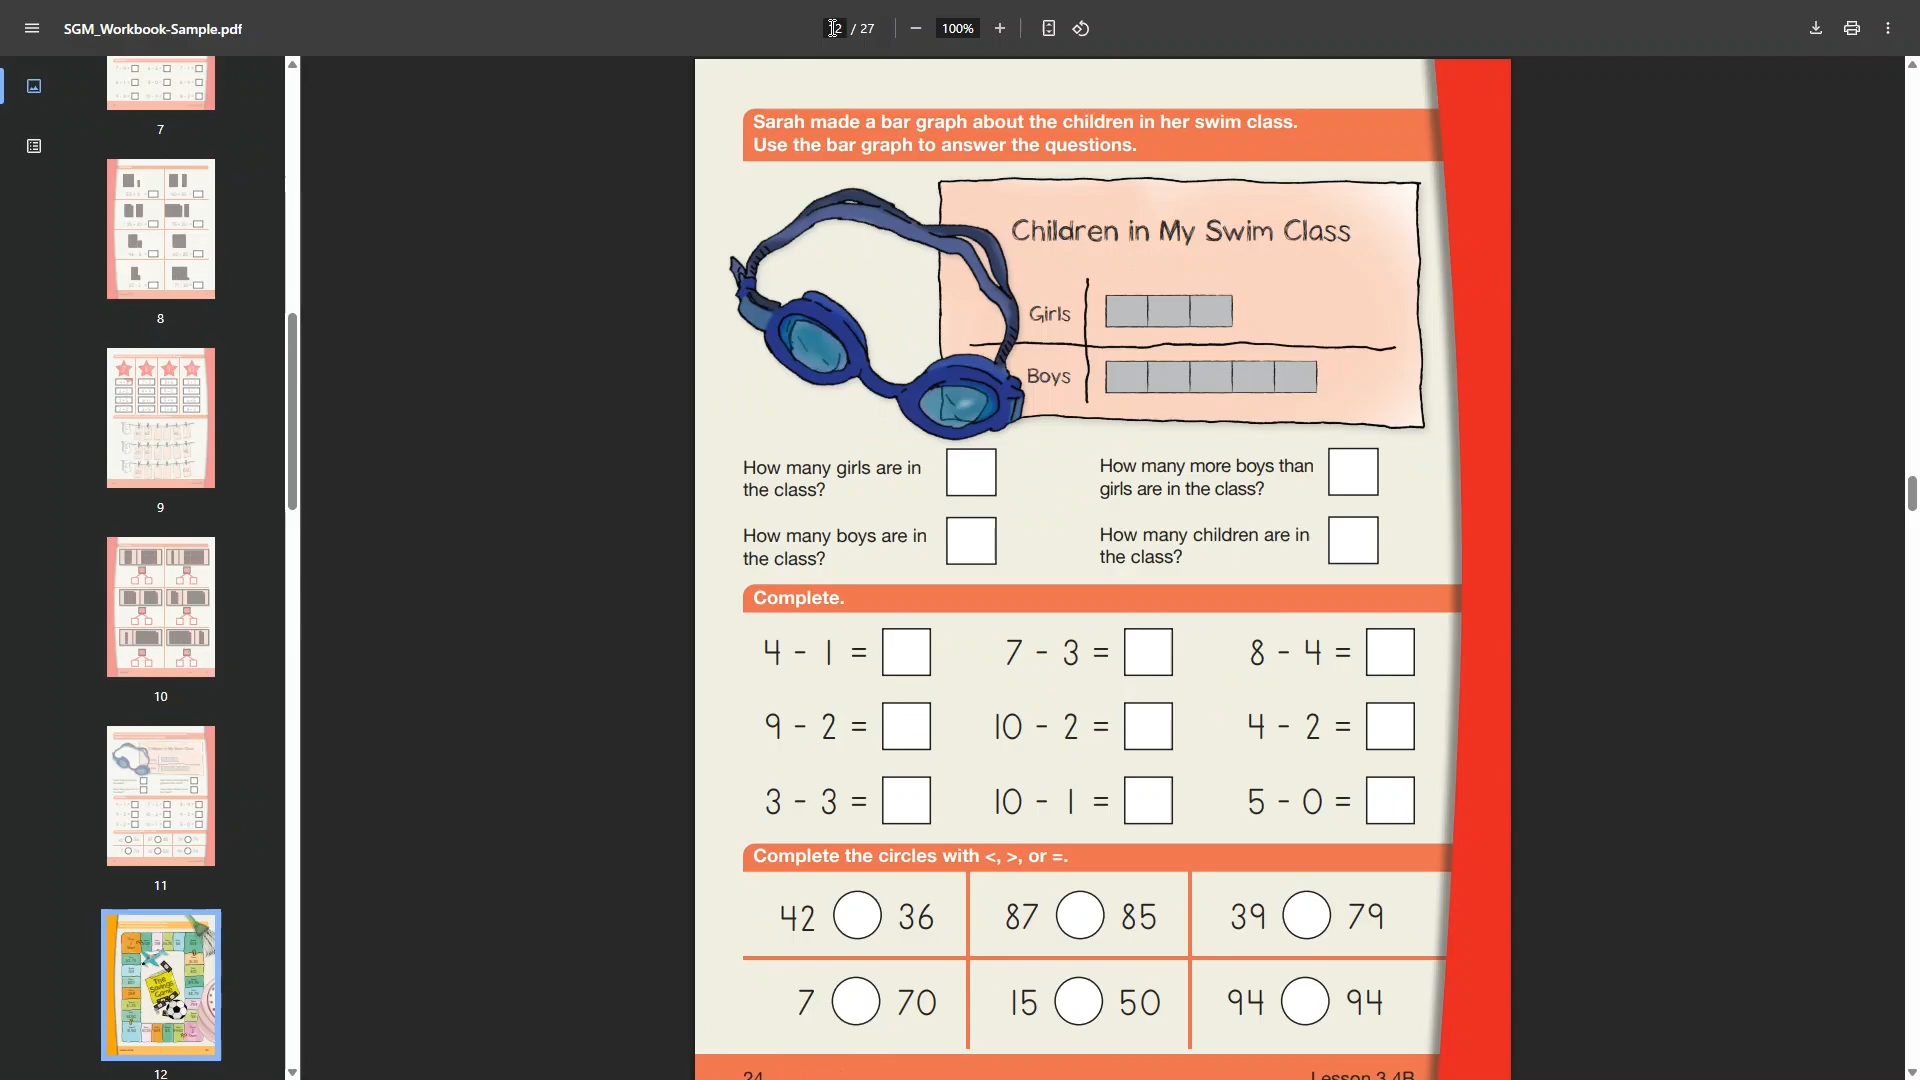 SGM_Workbook-Sample.pdf
/ 27
100%
7
8
9
10
11
12
Sarah made a bar graph about the children in her swim class.
Use the bar graph to answer the questions.
Children in My Swim Class
Girls
Boys
How many girls are in
the class?
How many more boys than
girls are in the class?
How many boys are in
the class?
How many children are in
the class?
Complete.
4 - 1 =
7 - 3 =
8 - 4 =
9 - 2 =
10 - 2 =
4 - 2 =
3 - 3 =
10 - 1 =
5 - 0 =
Complete the circles with <, >, or =.
42 36
87 85
39 79
7 70
15 50
94 94
24
Lesson 3.4B